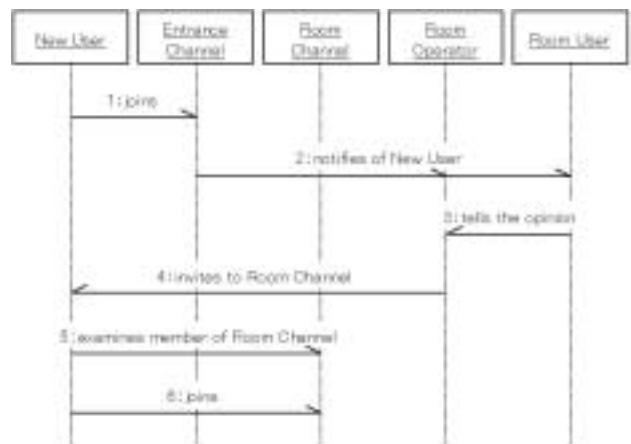 New User
Entrance
Channel
Room
Channel
Room
Operator
Room User
1:joins
2:notifies of New User
3:tells the opinion
4:invites to Room Channel
5:examines member of Room Channel
6:joins